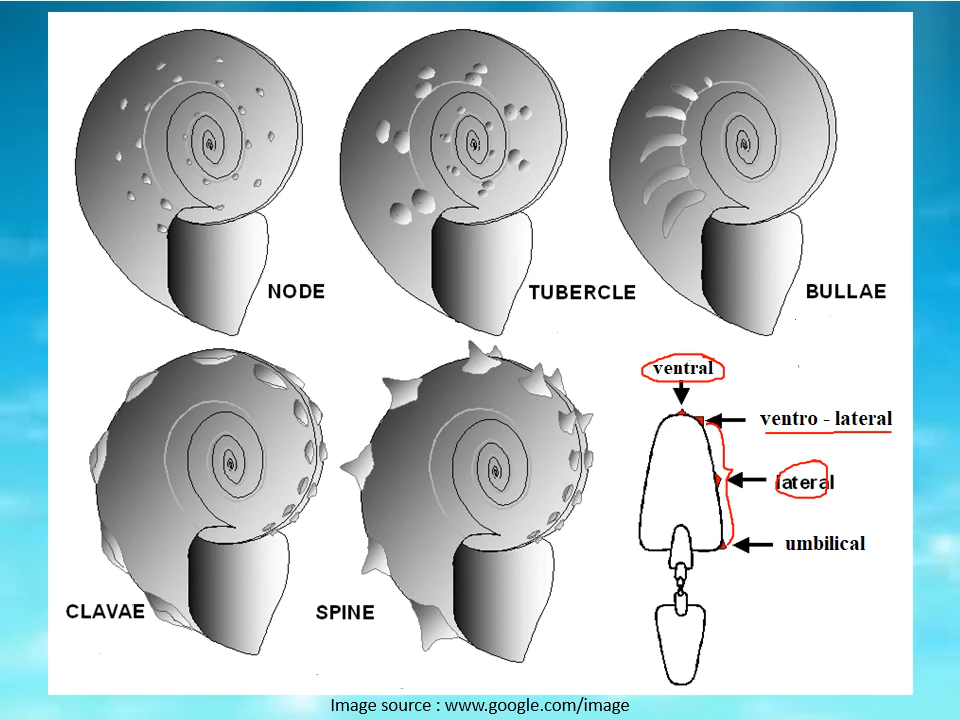 NODE
TUBERCLE
BULLAE
CLAVAE
SPINE
ventral
ventro - lateral
lateral
umbilical
Image source : www.google.com/image